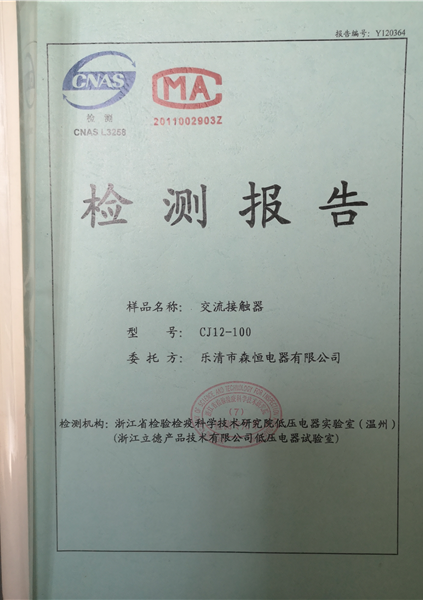 报告编号: Y120364
CNAS
检 测
CNAS L3258
MA
2011002903Z
检测报告
样品名称: 交流接触器
型 号: CJ12-100
委 托 方: 乐清市森恒电器有限公司
(7)
检测机构: 浙江省检验检疫科学技术研究院低压电器实验室(温州)
(浙江立德产品技术有限公司低压电器试验室)